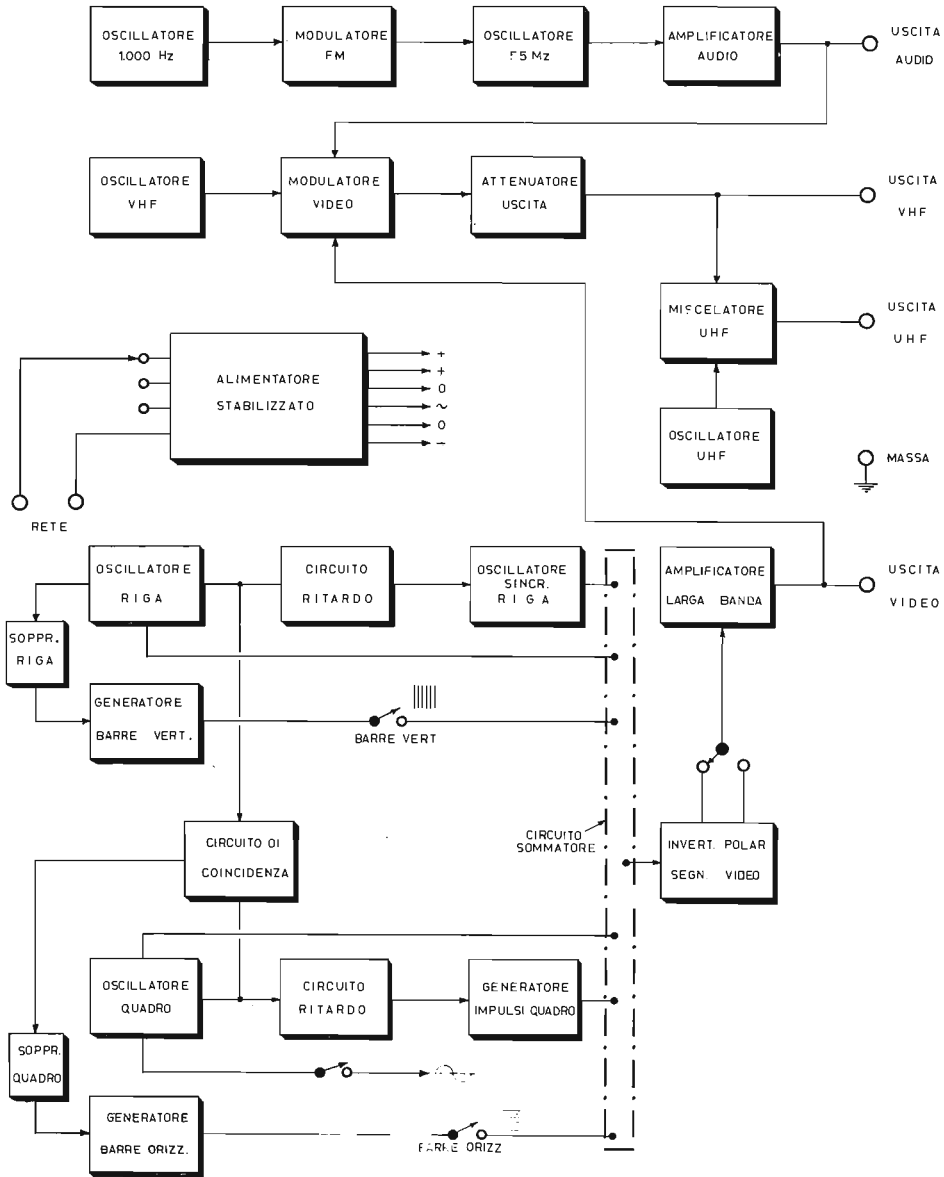 OSCILLATORE
1.000 Hz
MODULATORE
FM
OSCILLATORE
5,5 Mz
AMPLIFICATORE
AUDIO
USCITA
AUDIO
OSCILLATORE
VHF
MODULATORE
VIDEO
ATTENUATORE
USCITA
USCITA
VHF
MISCELATORE
UHF
USCITA
UHF
ALIMENTATORE
STABILIZZATO
+
+
0
~
0
-
OSCILLATORE
UHF
MASSA
RETE
OSCILLATORE
RIGA
CIRCUITO
RITARDO
OSCILLATORE
SINCR.
RIGA
AMPLIFICATORE
LARGA BANDA
USCITA
VIDEO
SOPPR.
RIGA
GENERATORE
BARRE VERT.
BARRE VERT
CIRCUITO DI
COINCIDENZA
CIRCUITO
SOMMATORE
INVERT. POLAR
SEGN. VIDEO
OSCILLATORE
QUADRO
CIRCUITO
RITARDO
GENERATORE
IMPULSI QUADRO
SOPPR.
QUADRO
GENERATORE
BARRE ORIZZ.
BARRE ORIZZ